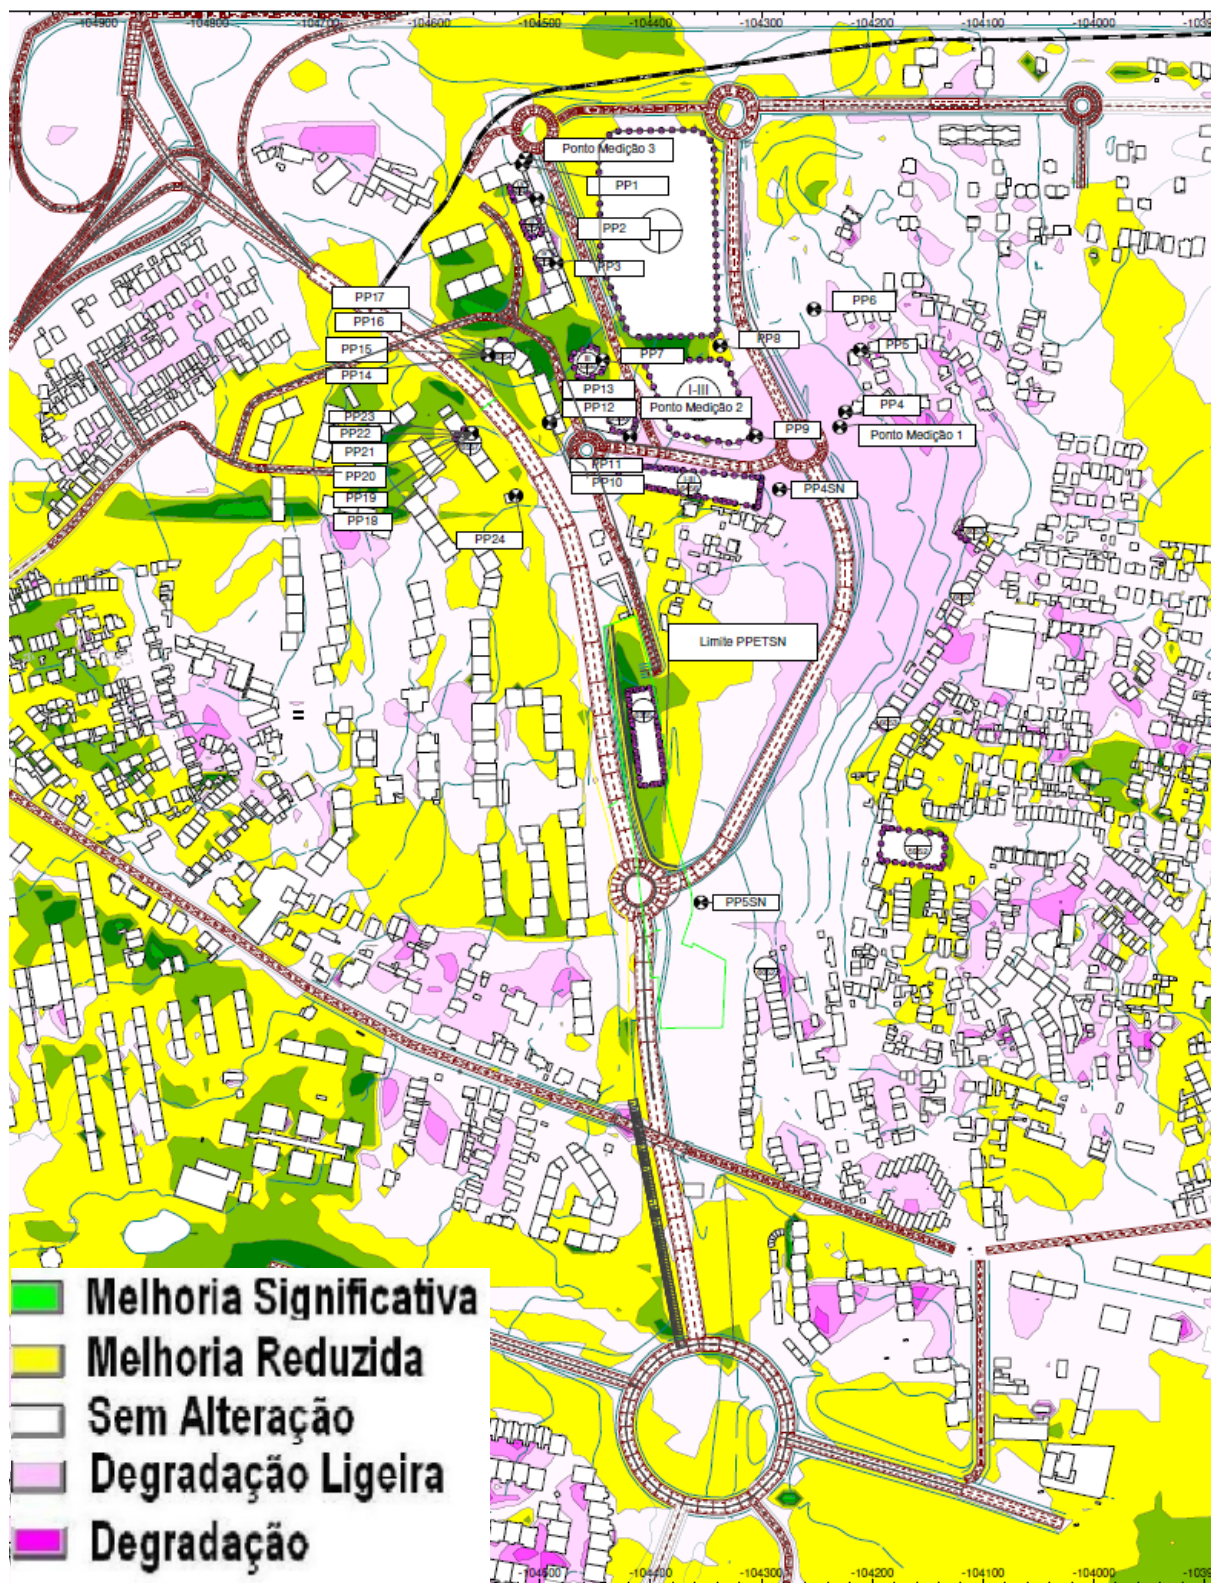 -104900 -104800 -104700 -104600 -104500 -104400 -104300 -104200 -104100 -104000
Ponto Medição 3
PP1
PP2
PP3
PP17
PP6
PP16
PP8
PP5
PP15
PP7
PP14
PP13
PP4
PP12
Ponto Medição 2
I-III
PP23
PP9
Ponto Medição 1
PP22
PP21
PP11
PP20
PP10
PP4SN
PP19
PP18
PP24
Limite PPETSN
PP5SN
Melhoria Significativa
Melhoria Reduzida
Sem Alteração
Degradação Ligeira
Degradação
-104500 -104400 -104300 -104200 -104100 -104000